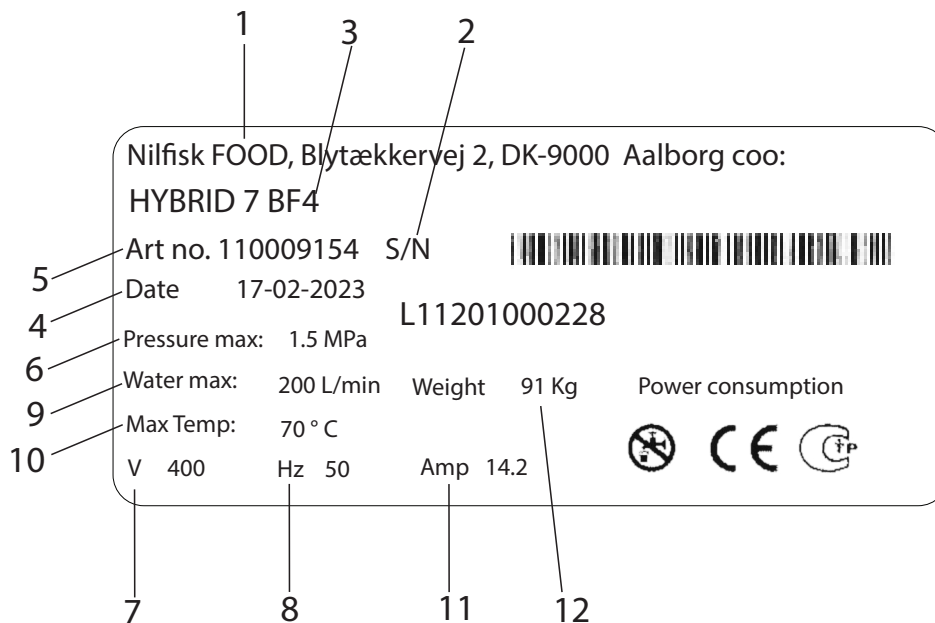 1 3 2
Nilfisk FOOD, Blytækkervej 2, DK-9000 Aalborg coo:
HYBRID 7 BF4
5 Art no. 110009154 S/N
4 Date 17-02-2023
L11201000228
6 Pressure max: 1.5 MPa
9 Water max: 200 L/min Weight 91 Kg Power consumption
10 Max Temp: 70 ° C
V 400 Hz 50 Amp 14.2
CE
7 8 11 12